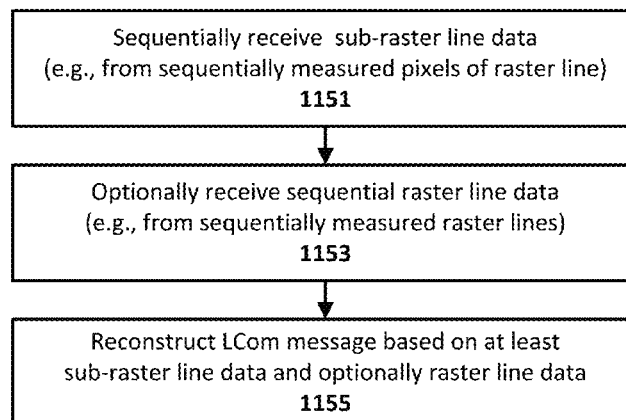 Sequentially receive sub-raster line data
(e.g., from sequentially measured pixels of raster line)
1151
Optionally receive sequential raster line data
(e.g., from sequentially measured raster lines)
1153
Reconstruct LCom message based on at least
sub-raster line data and optionally raster line data
1155